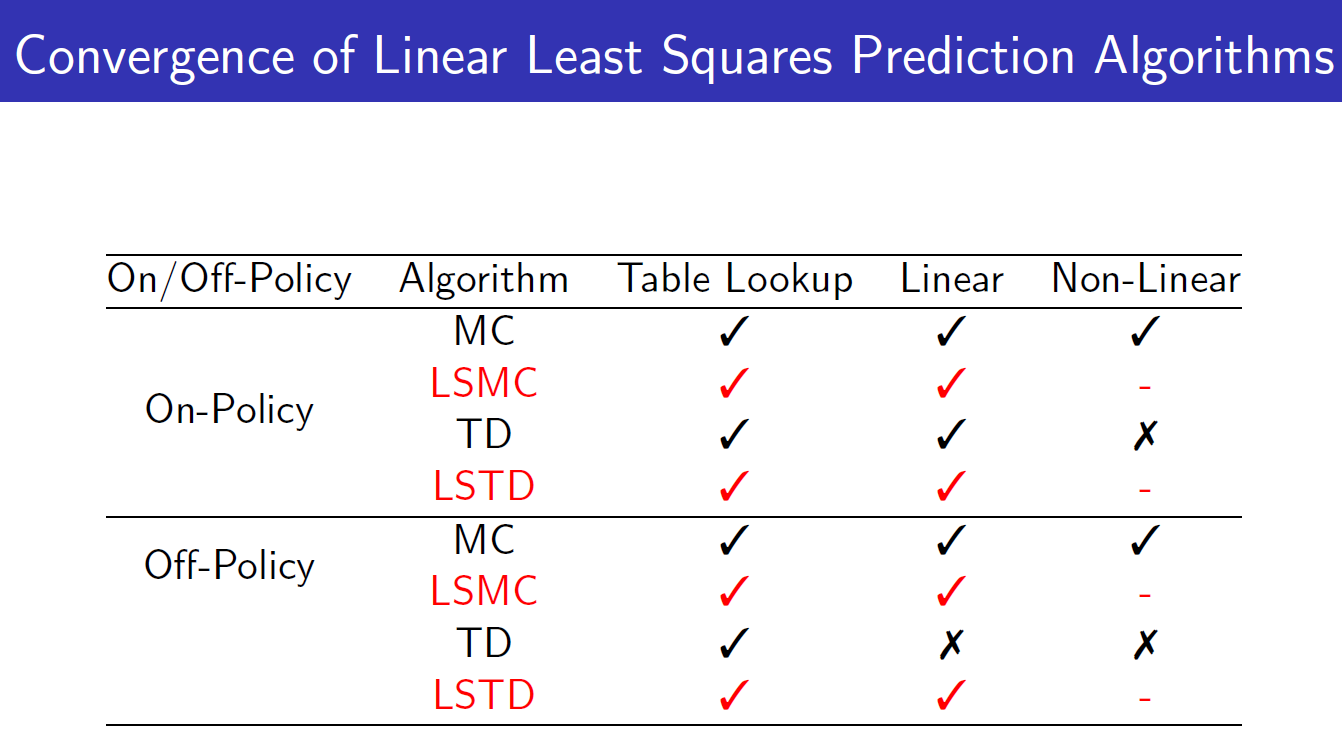 Convergence of Linear Least Squares Prediction Algorithms
On/Off-Policy Algorithm Table Lookup Linear Non-Linear
MC ✓ ✓ ✓
LSMC ✓ ✓ -
On-Policy
TD ✓ ✓ ✗
LSTD ✓ ✓ -
MC ✓ ✓ ✓
Off-Policy
LSMC ✓ ✓ -
TD ✓ ✗ ✗
LSTD ✓ ✓ -